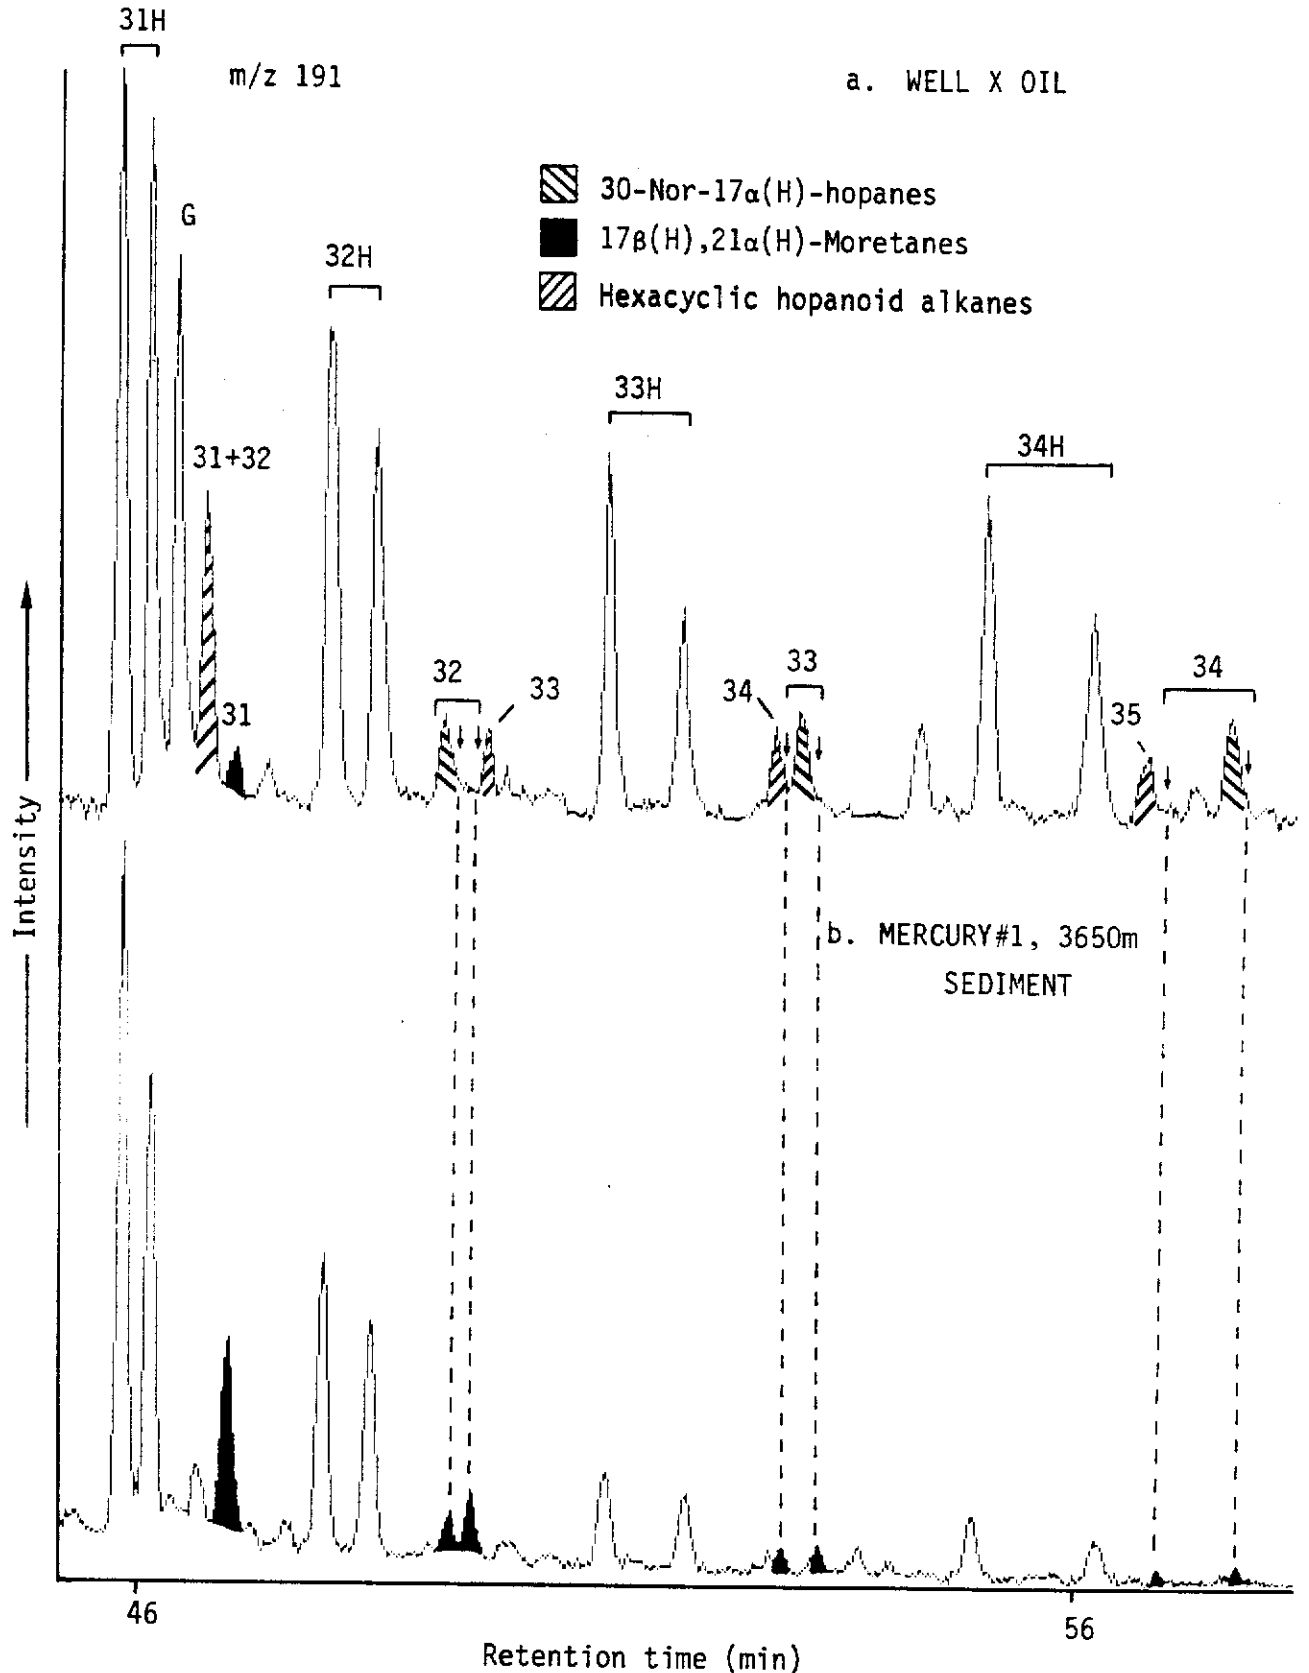 31H
m/z 191
a. WELL X OIL
30-Nor-17α(H)-hopanes
G
17β(H),21α(H)-Moretanes
32H
Hexacyclic hopanoid alkanes
33H
31+32
34H
32
33
34
33
34
31
35
Intensity
b. MERCURY#1, 3650m
SEDIMENT
46
56
Retention time (min)